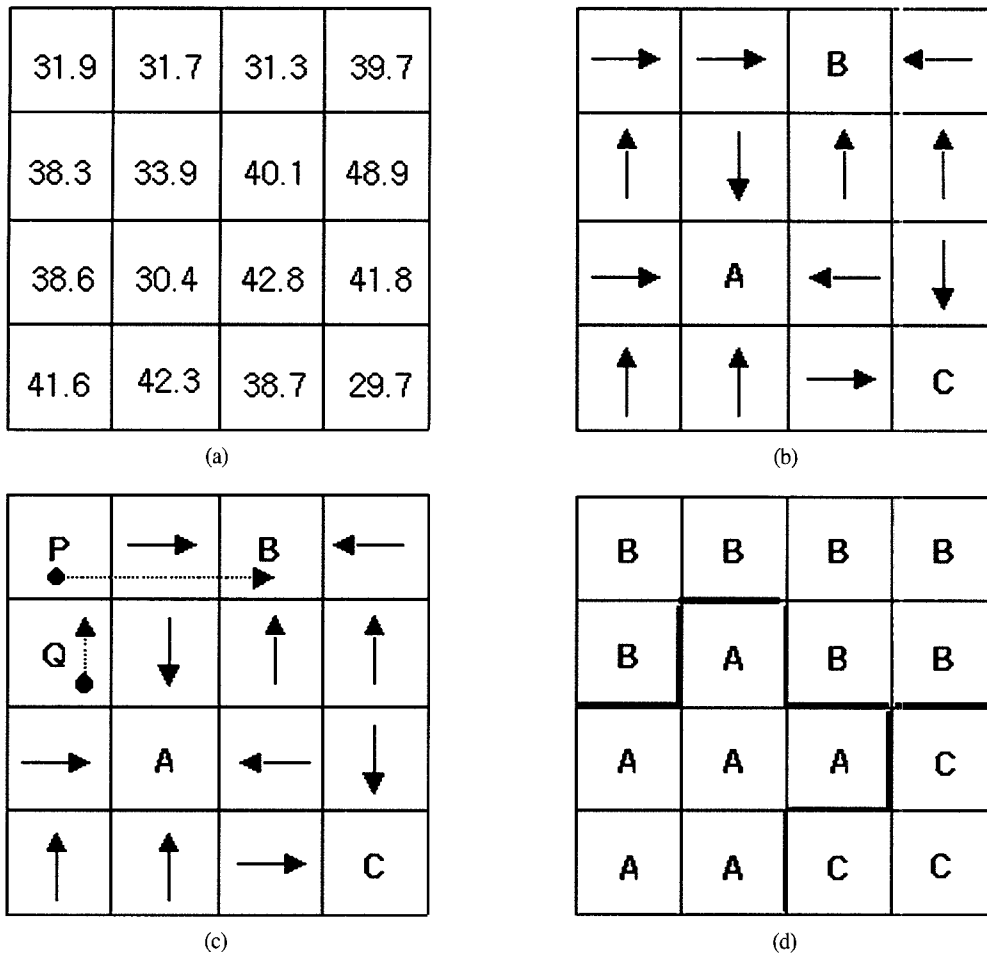 31.9 31.7 31.3 39.7
38.3 33.9 40.1 48.9
38.6 30.4 42.8 41.8
41.6 42.3 38.7 29.7
(a)
B
A
C
(b)
P B
Q
A
C
(c)
B B B B
B A B B
A A A C
A A C C
(d)